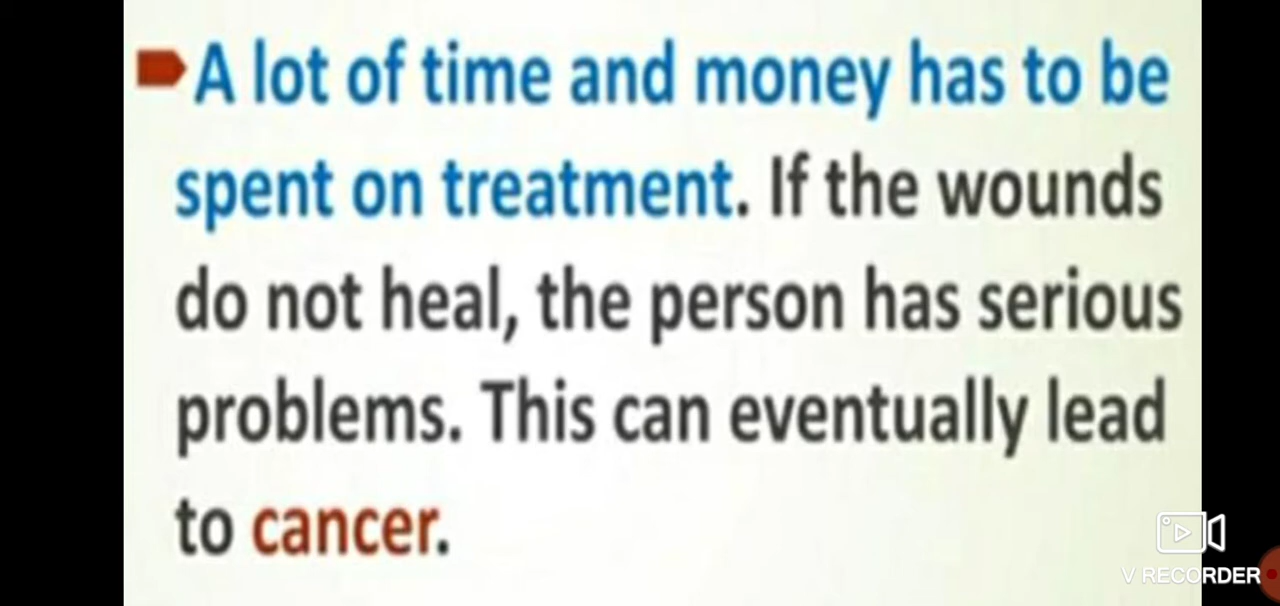 A lot of time and money has to be
spent on treatment. If the wounds
do not heal, the person has serious
problems. This can eventually lead
to cancer.
V RECORDER